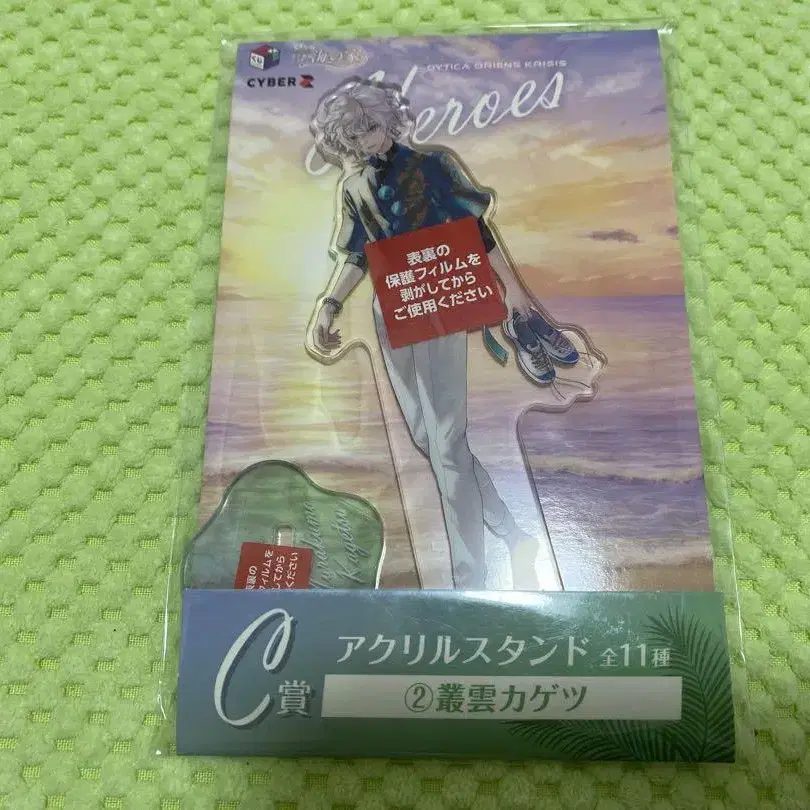 CYBER Z
DYTICA ORIENS KRISIS
Heroes
表裏の
保護フィルムを
剥がしてから
ご使用ください
Kagetsu
C賞
アクリルスタンド 全11種
②叢雲カゲツ